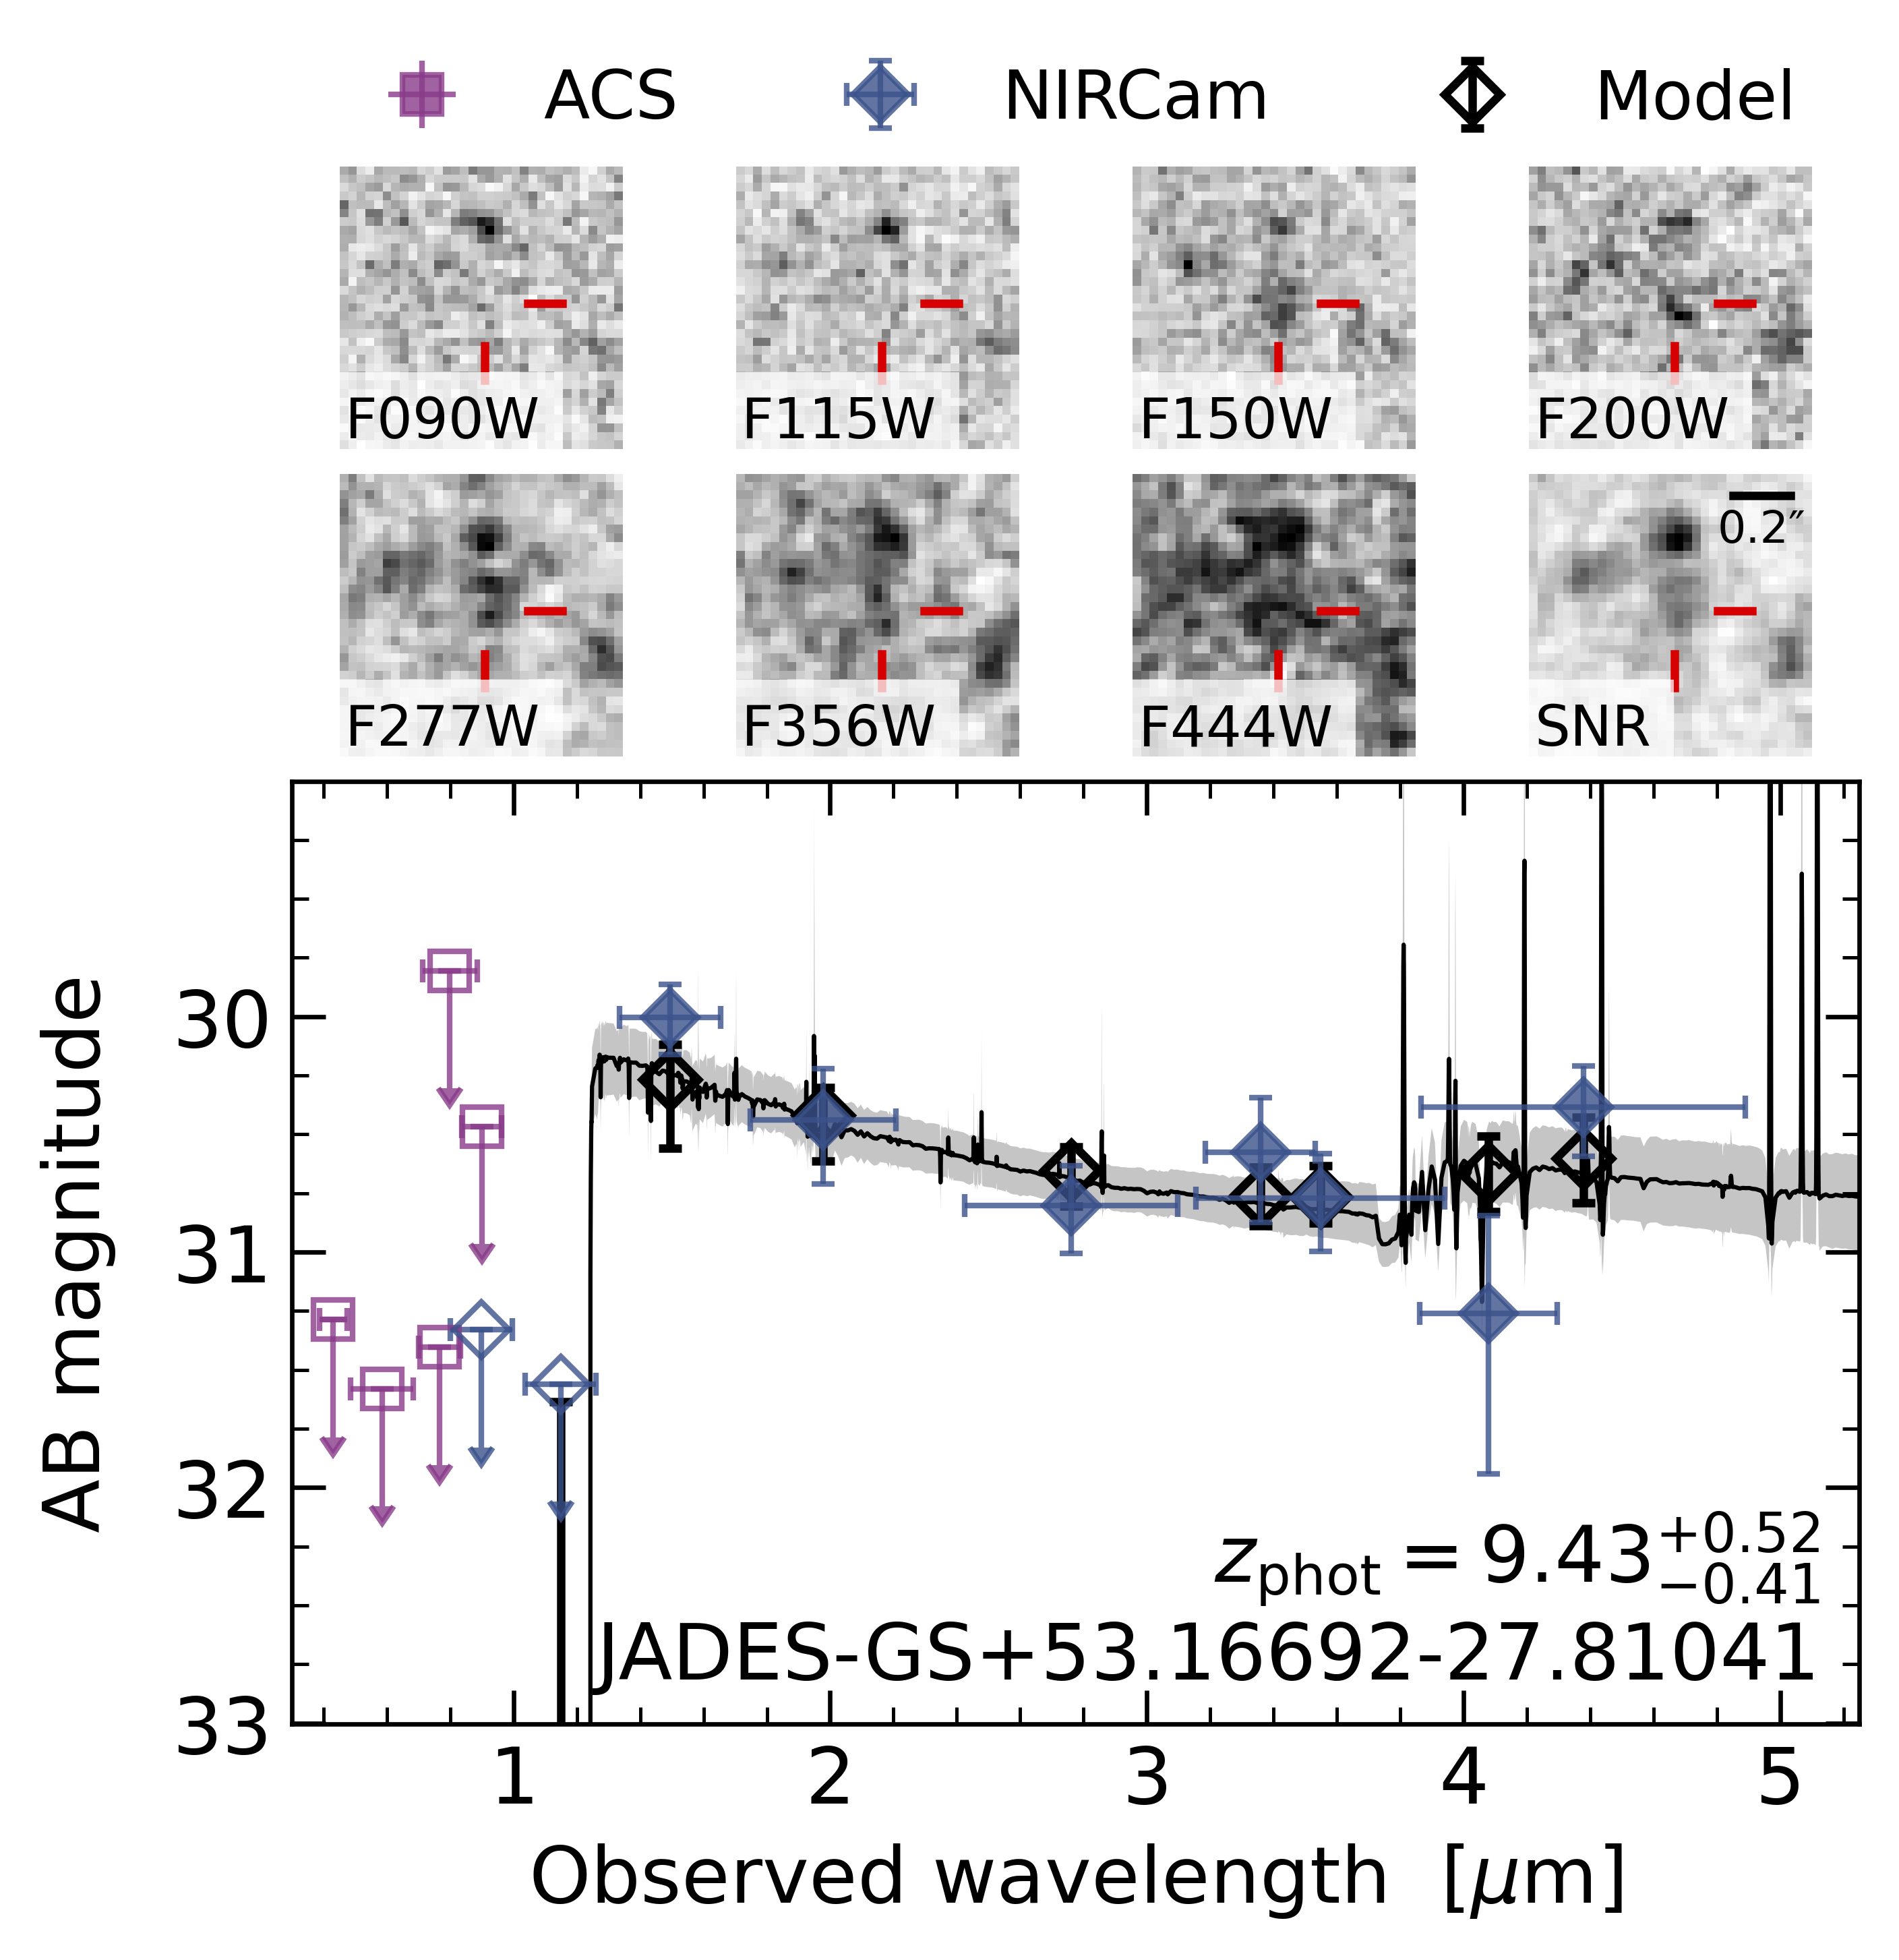 ACS NIRCam Model
F090W F115W F150W F200W
0.2″
F277W F356W F444W SNR
AB magnitude
30
31
32
33
z_phot = 9.43 +0.52 −0.41
JADES-GS+53.16692-27.81041
1 2 3 4 5
Observed wavelength [μm]